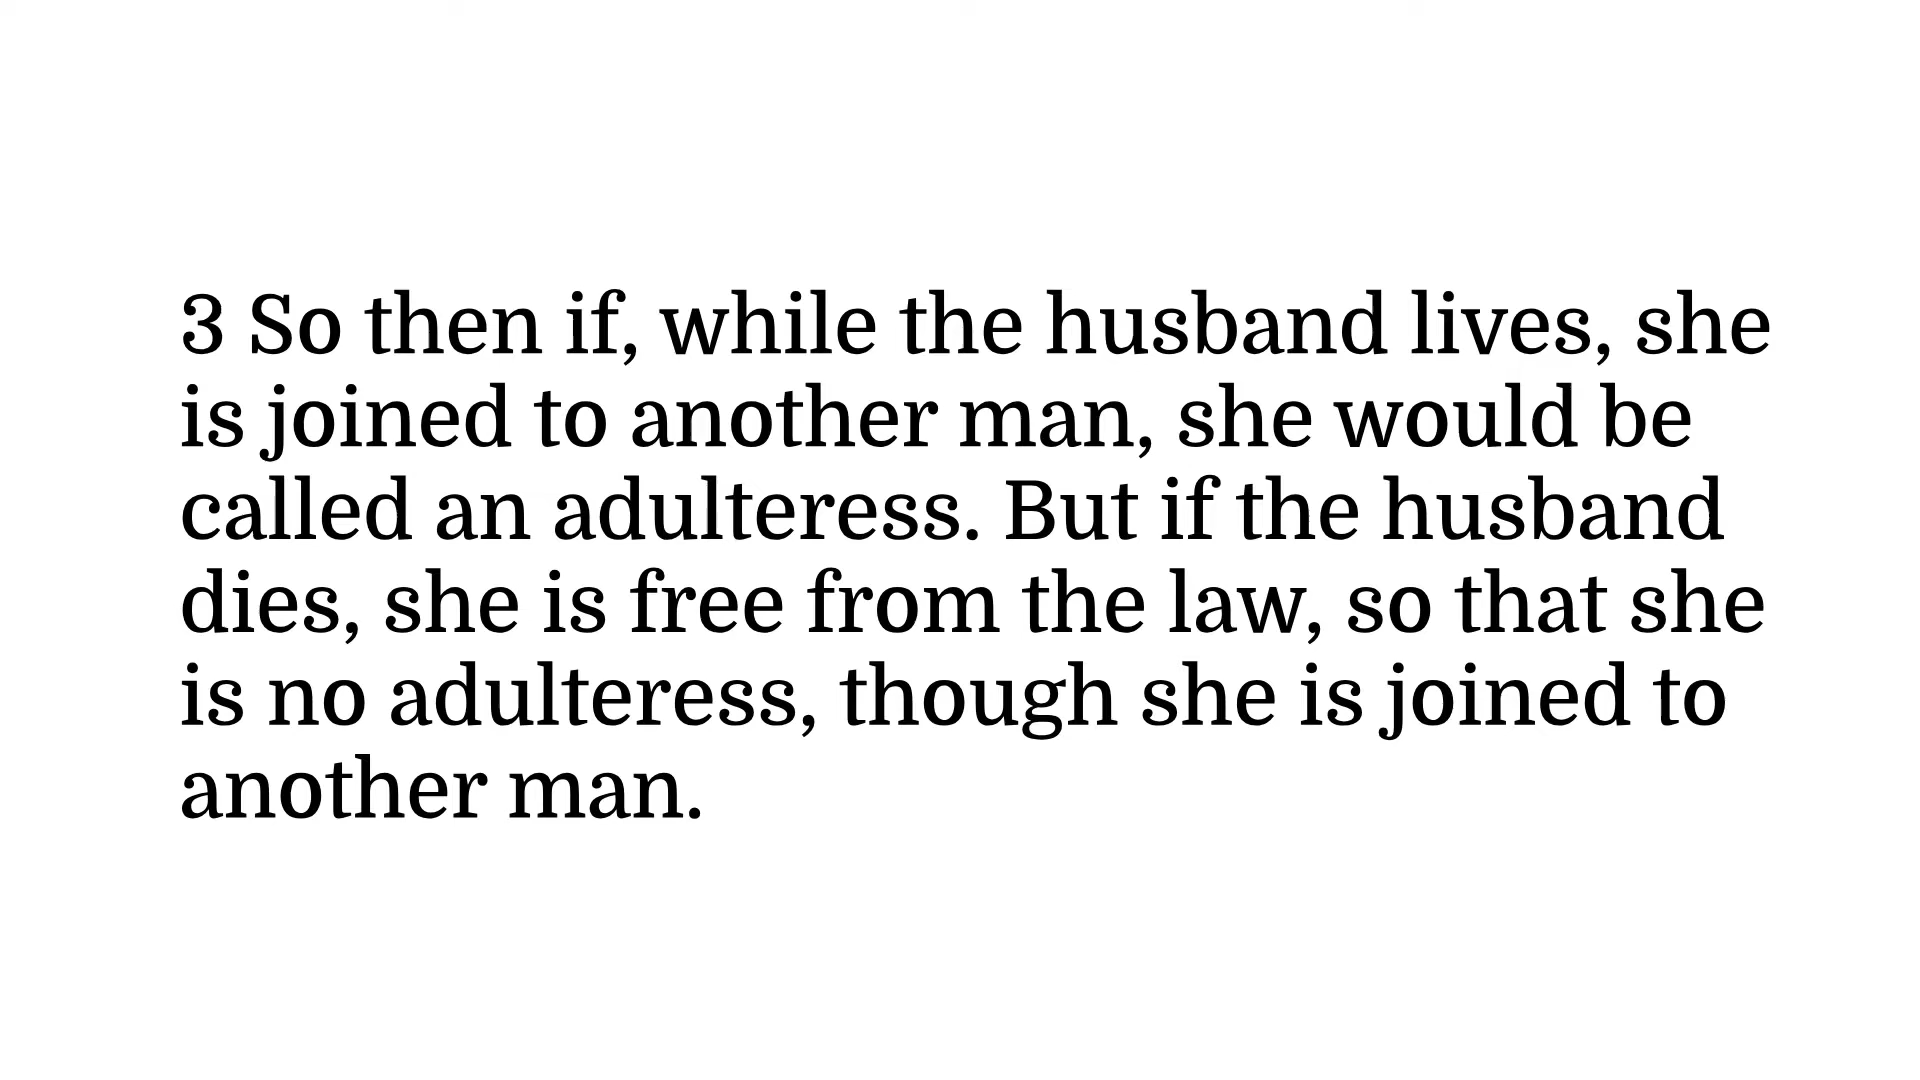 3 So then if, while the husband lives, she
is joined to another man, she would be
called an adulteress. But if the husband
dies, she is free from the law, so that she
is no adulteress, though she is joined to
another man.